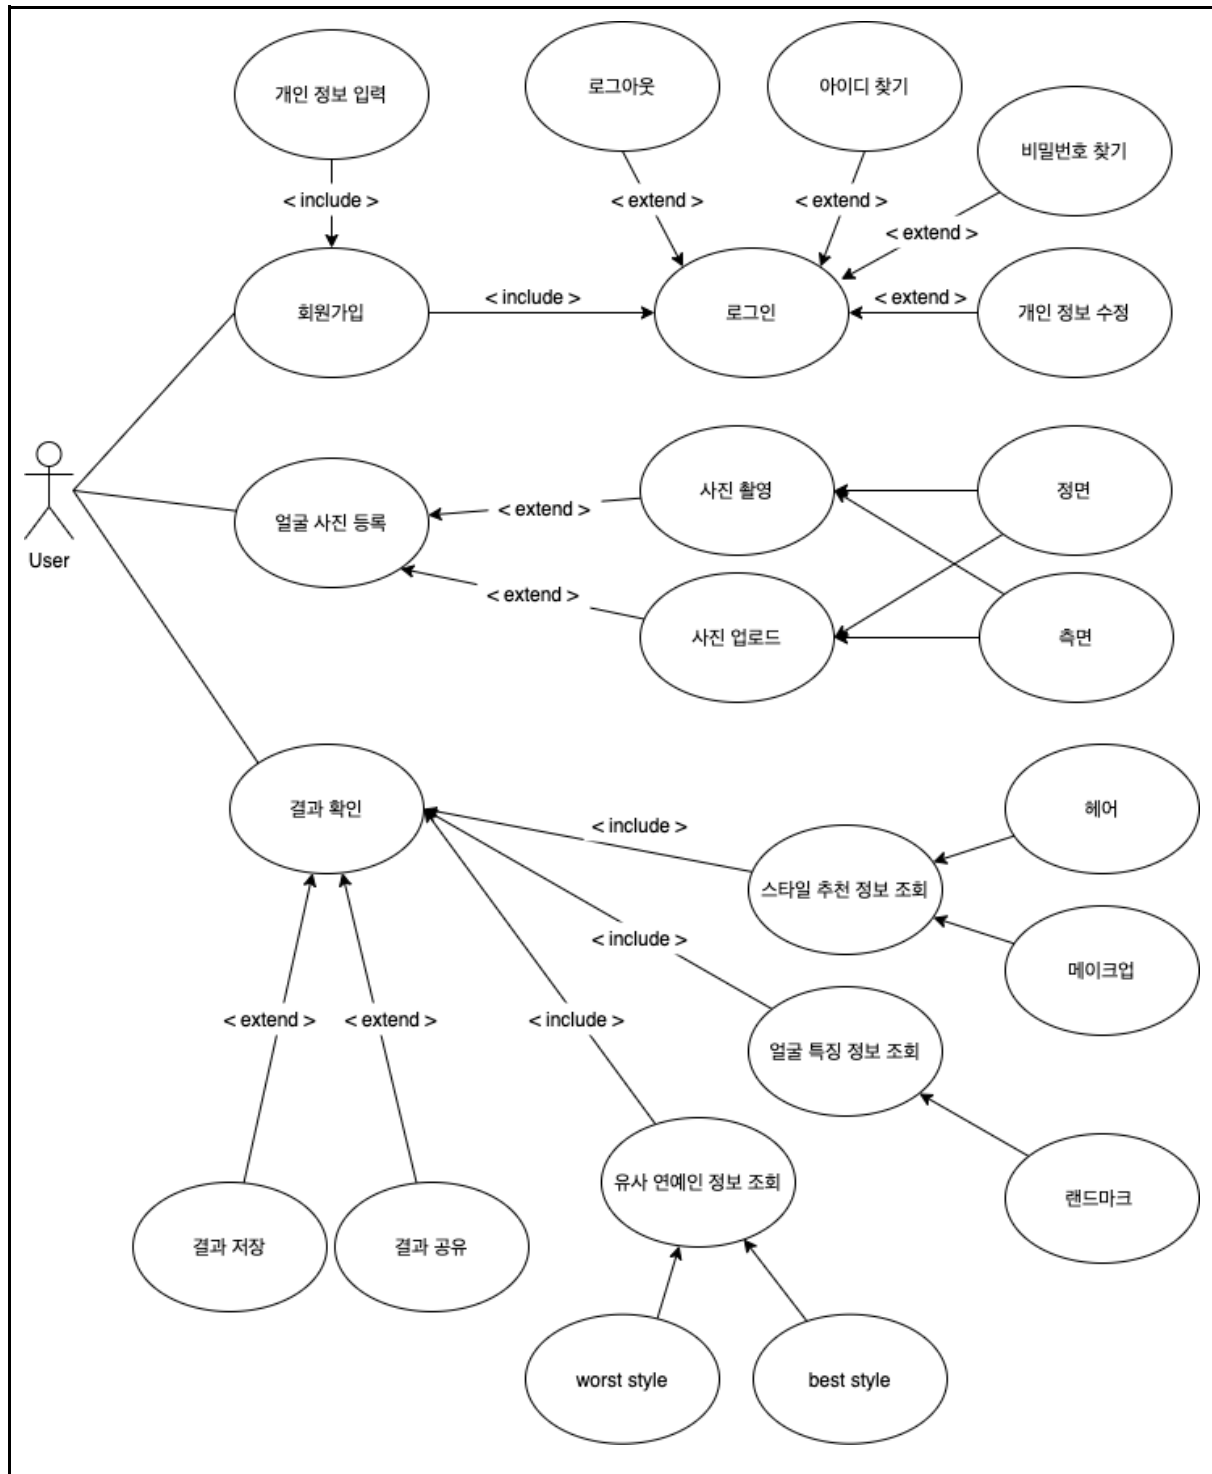 개인 정보 입력
로그아웃
아이디 찾기
비밀번호 찾기
< include >
< extend >
< extend >
< extend >
회원가입
< include >
로그인
< extend >
개인 정보 수정
User
얼굴 사진 등록
< extend >
사진 촬영
정면
< extend >
사진 업로드
측면
결과 확인
< include >
헤어
스타일 추천 정보 조회
< include >
메이크업
< extend >
< extend >
< include >
얼굴 특징 정보 조회
유사 연예인 정보 조회
랜드마크
결과 저장
결과 공유
worst style
best style